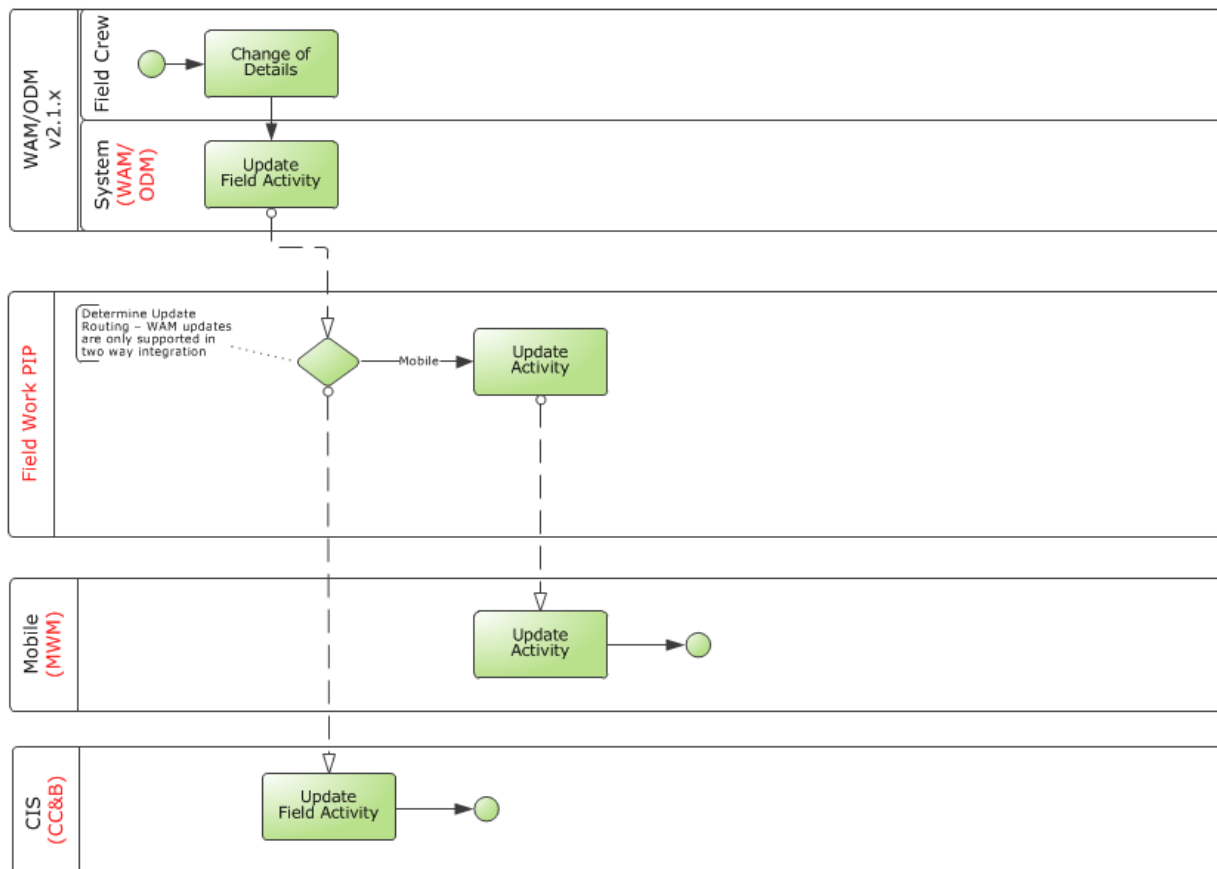 WAM/ODM
v2.1.x
Field Crew
Change of
Details
System
(WAM/
ODM)
Update
Field Activity
Field Work PIP
Determine Update
Routing – WAM updates
are only supported in
two way integration
Mobile
Update
Activity
Mobile
(MWM)
Update
Activity
CIS
(CC&B)
Update
Field Activity